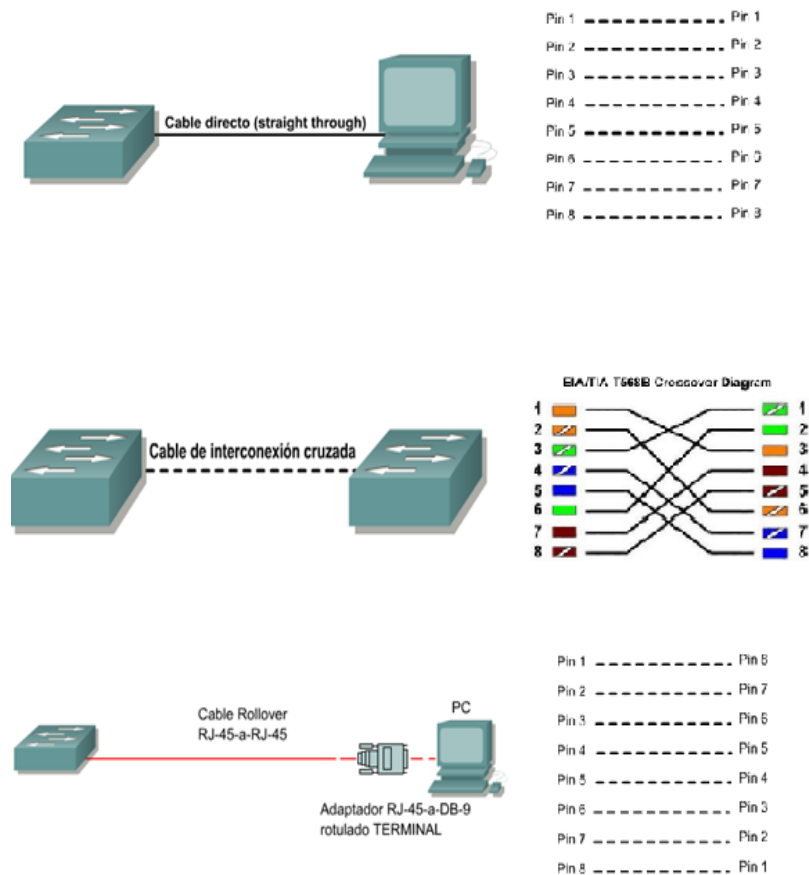 Pin 1 Pin 1
Pin 2 Pin 2
Pin 3 Pin 3
Pin 4 Pin 4
Pin 5 Pin 5
Pin 6
Pin 7 Pin 7
Pin 8
Cable directo (straight through)
EIA/TIA T568B Crossover Diagram
1 1
2 2
3 3
4 4
5 5
6 6
7 7
8 8
Cable de interconexión cruzada
Pin 1 Pin 8
Pin 2 Pin 7
Pin 3 Pin 6
Pin 4 Pin 5
Pin 5 Pin 4
Pin 6 Pin 3
Pin 7 Pin 2
Pin 8 Pin 1
Cable Rollover
RJ-45-a-RJ-45
PC
Adaptador RJ-45-a-DB-9
rotulado TERMINAL